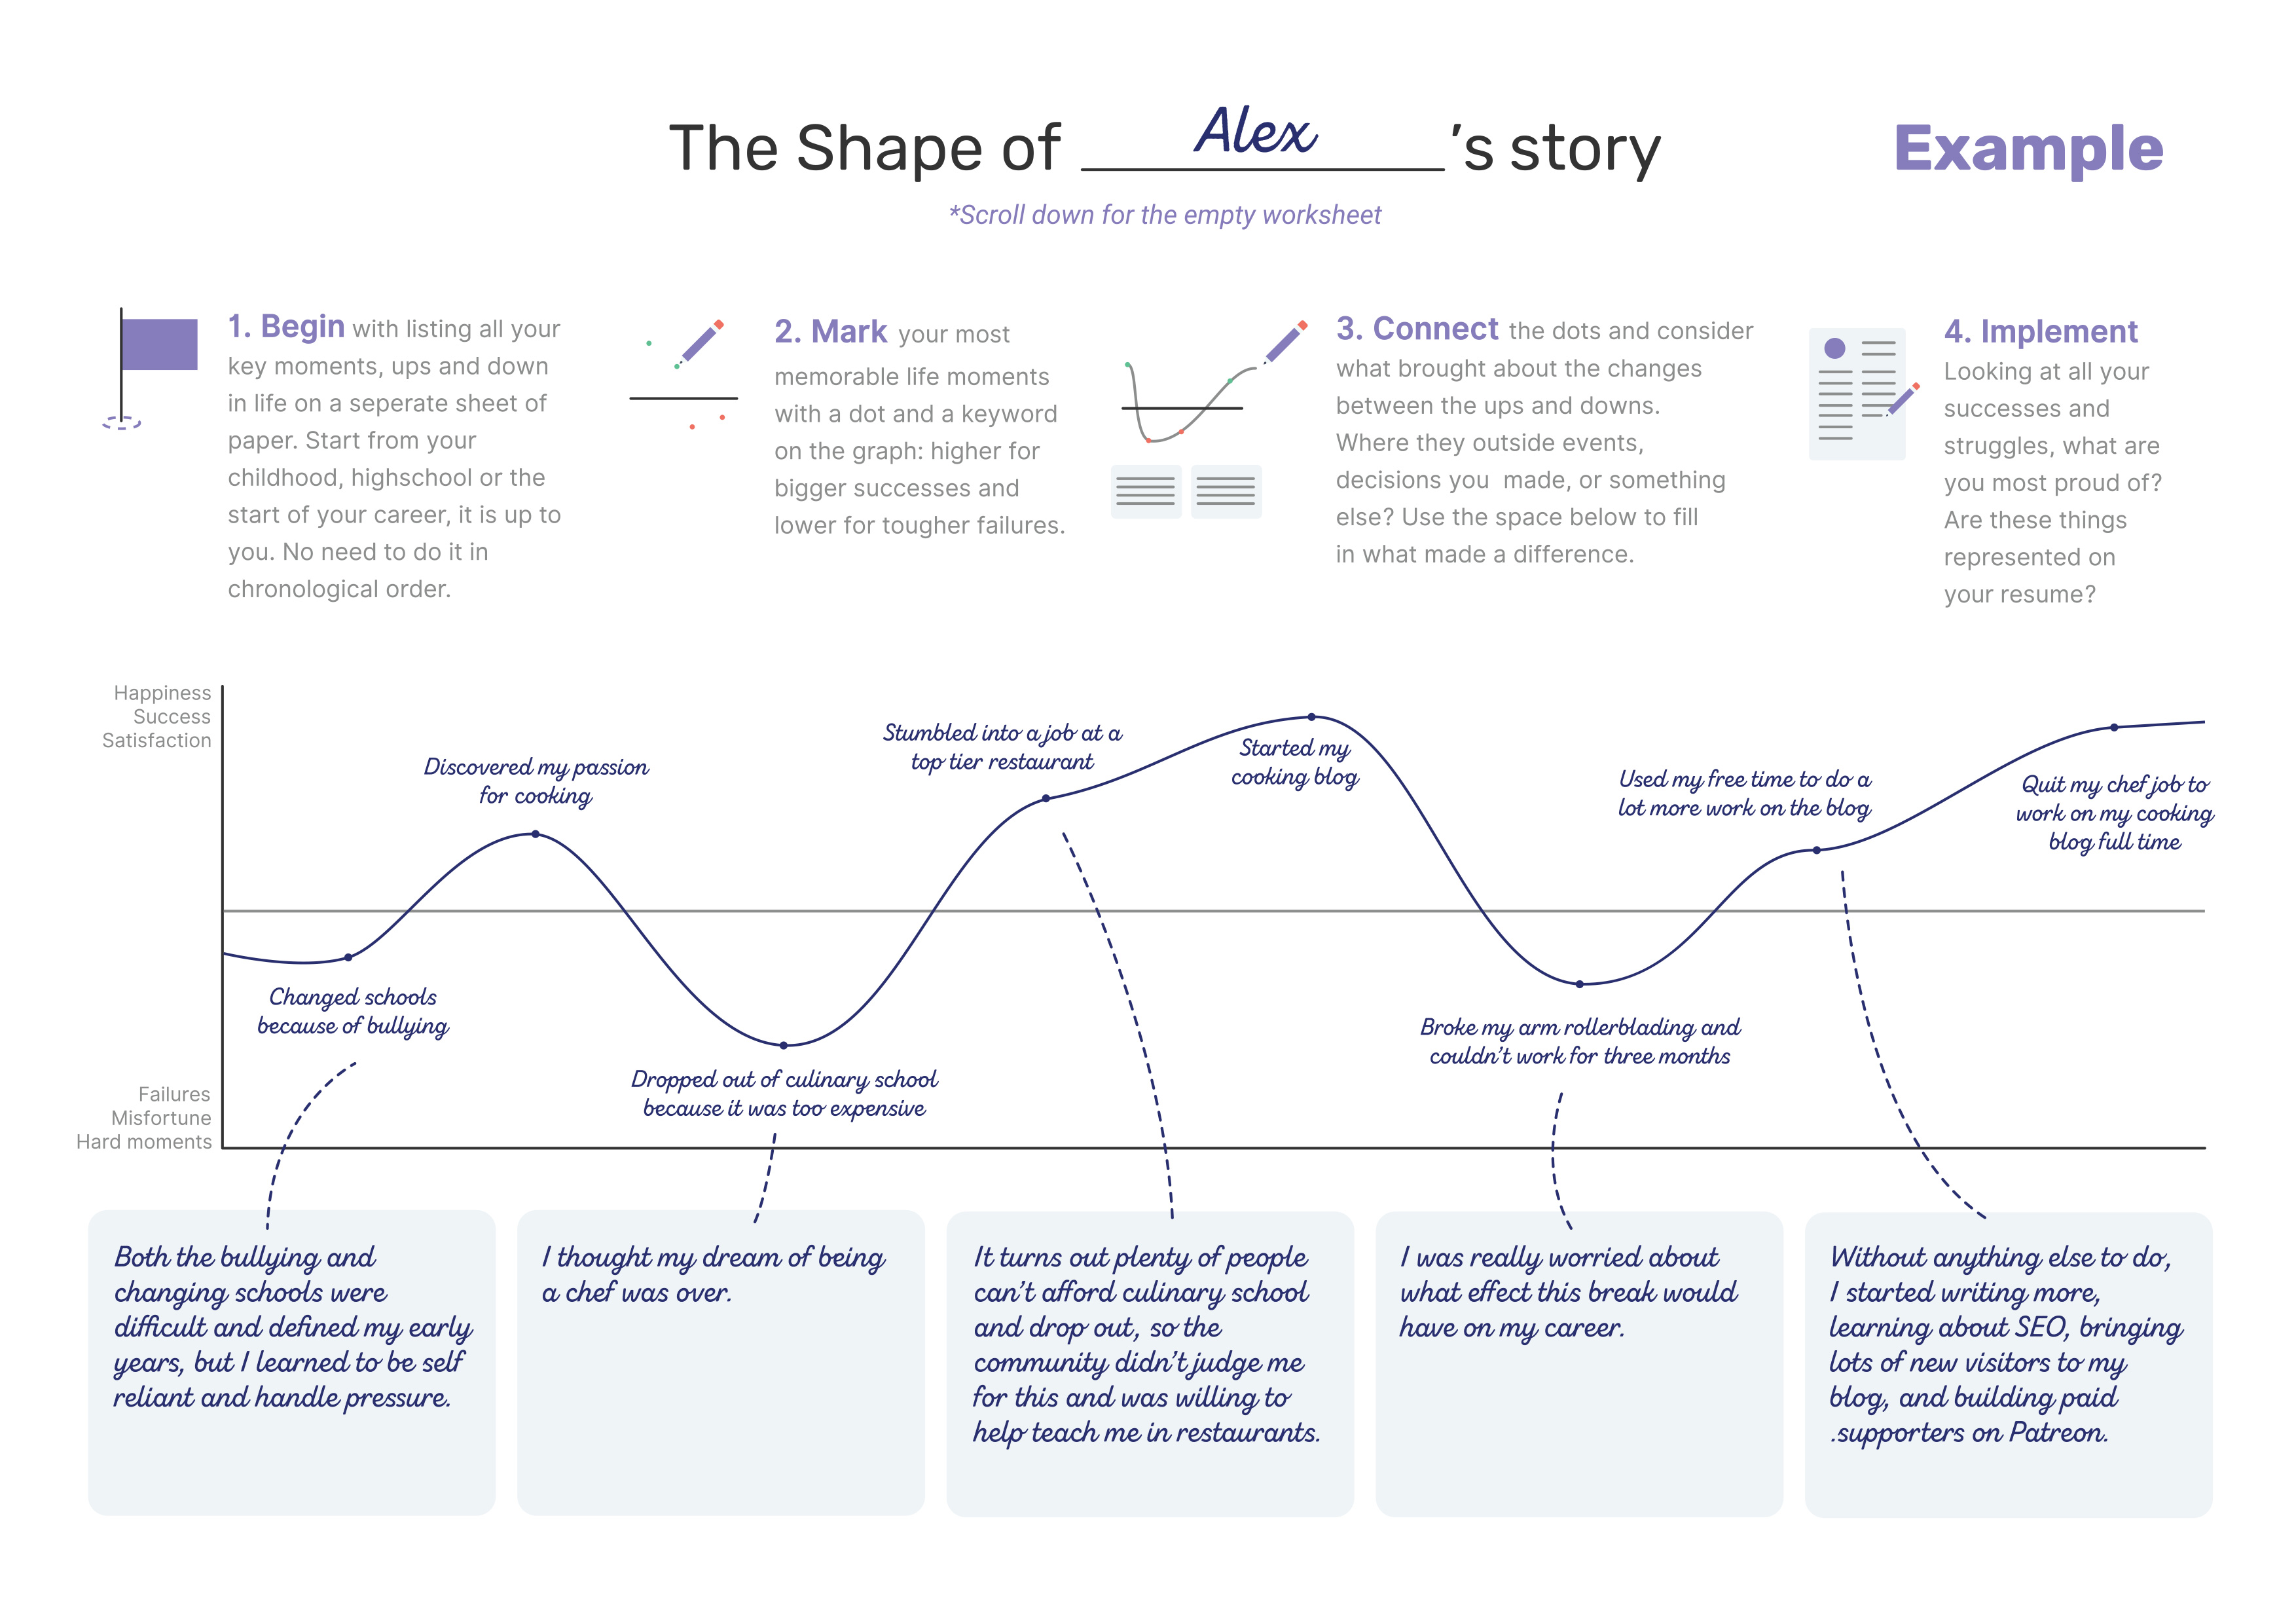 The Shape of Alex's story
Example
*Scroll down for the empty worksheet
1. Begin with listing all your
key moments, ups and down
in life on a seperate sheet of
paper. Start from your
childhood, highschool or the
start of your career, it is up to
you. No need to do it in
chronological order.
2. Mark your most
memorable life moments
with a dot and a keyword
on the graph: higher for
bigger successes and
lower for tougher failures.
3. Connect the dots and consider
what brought about the changes
between the ups and downs.
Where they outside events,
decisions you made, or something
else? Use the space below to fill
in what made a difference.
4. Implement
Looking at all your
successes and
struggles, what are
you most proud of?
Are these things
represented on
your resume?
Happiness
Success
Satisfaction
Failures
Misfortune
Hard moments
Changed schools
because of bullying
Discovered my passion
for cooking
Dropped out of culinary school
because it was too expensive
Stumbled into a job at a
top tier restaurant
Started my
cooking blog
Broke my arm rollerblading and
couldn't work for three months
Used my free time to do a
lot more work on the blog
Quit my chef job to
work on my cooking
blog full time
Both the bullying and
changing schools were
difficult and defined my early
years, but I learned to be self
reliant and handle pressure.
I thought my dream of being
a chef was over.
It turns out plenty of people
can't afford culinary school
and drop out, so the
community didn't judge me
for this and was willing to
help teach me in restaurants.
I was really worried about
what effect this break would
have on my career.
Without anything else to do,
I started writing more,
learning about SEO, bringing
lots of new visitors to my
blog, and building paid
.supporters on Patreon.